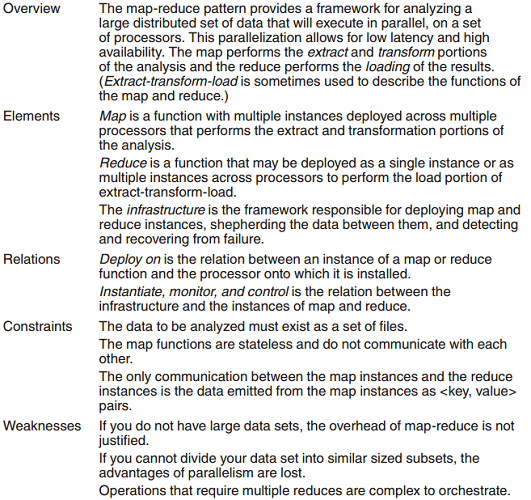 Overview The map-reduce pattern provides a framework for analyzing a
large distributed set of data that will execute in parallel, on a set
of processors. This parallelization allows for low latency and high
availability. The map performs the extract and transform portions
of the analysis and the reduce performs the loading of the results.
(Extract-transform-load is sometimes used to describe the functions of
the map and reduce.)
Elements Map is a function with multiple instances deployed across multiple
processors that performs the extract and transformation portions of
the analysis.
Reduce is a function that may be deployed as a single instance or as
multiple instances across processors to perform the load portion of
extract-transform-load.
The infrastructure is the framework responsible for deploying map and
reduce instances, shepherding the data between them, and detecting
and recovering from failure.
Relations Deploy on is the relation between an instance of a map or reduce
function and the processor onto which it is installed.
Instantiate, monitor, and control is the relation between the
infrastructure and the instances of map and reduce.
Constraints The data to be analyzed must exist as a set of files.
The map functions are stateless and do not communicate with each
other.
The only communication between the map instances and the reduce
instances is the data emitted from the map instances as <key, value>
pairs.
Weaknesses If you do not have large data sets, the overhead of map-reduce is not
justified.
If you cannot divide your data set into similar sized subsets, the
advantages of parallelism are lost.
Operations that require multiple reduces are complex to orchestrate.